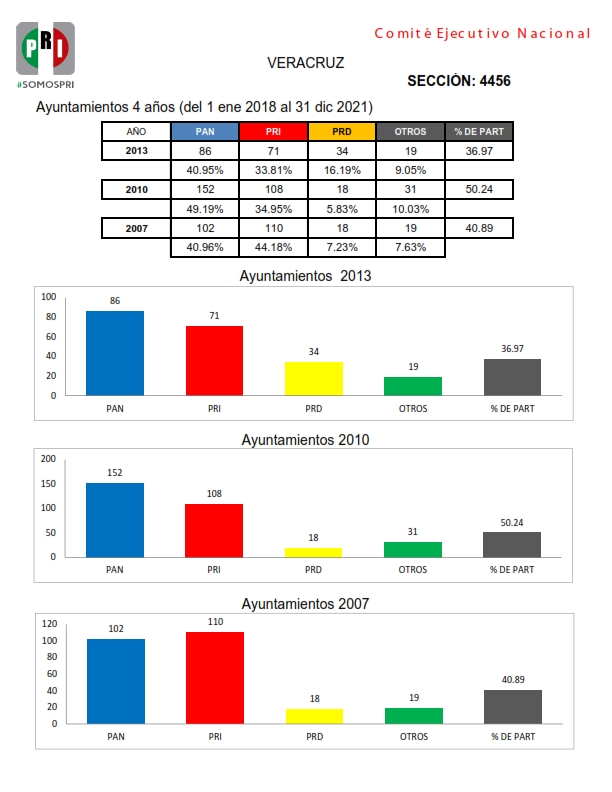 PRI
#SOMOSPRI
Comité Ejecutivo Nacional
VERACRUZ
SECCIÓN: 4456
Ayuntamientos 4 años (del 1 ene 2018 al 31 dic 2021)
AÑO PAN PRI PRD OTROS % DE PART
2013 86 71 34 19 36.97
40.95% 33.81% 16.19% 9.05%
2010 152 108 18 31 50.24
49.19% 34.95% 5.83% 10.03%
2007 102 110 18 19 40.89
40.96% 44.18% 7.23% 7.63%
Ayuntamientos 2013
100
80
60
40
20
0
86
71
34
19
36.97
PAN PRI PRD OTROS % DE PART
Ayuntamientos 2010
200
150
100
50
0
152
108
18
31
50.24
PAN PRI PRD OTROS % DE PART
Ayuntamientos 2007
120
100
80
60
40
20
0
102
110
18
19
40.89
PAN PRI PRD OTROS % DE PART